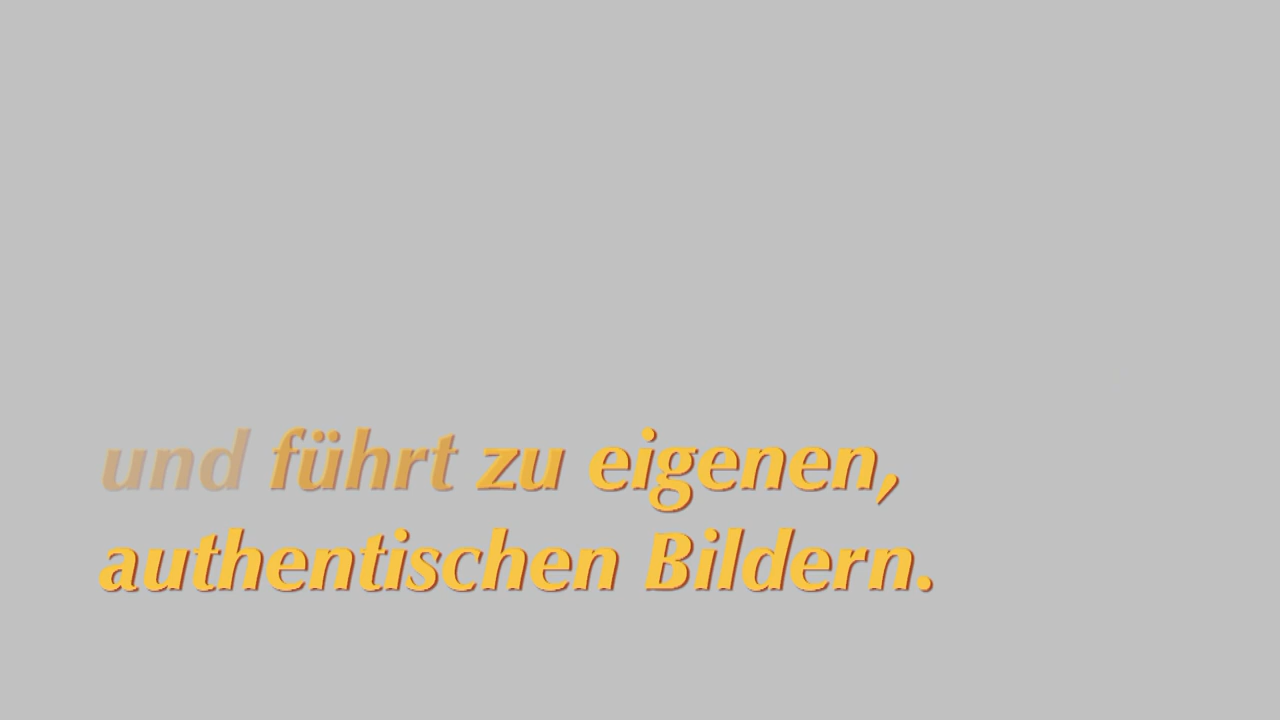 und führt zu eigenen,
authentischen Bildern.